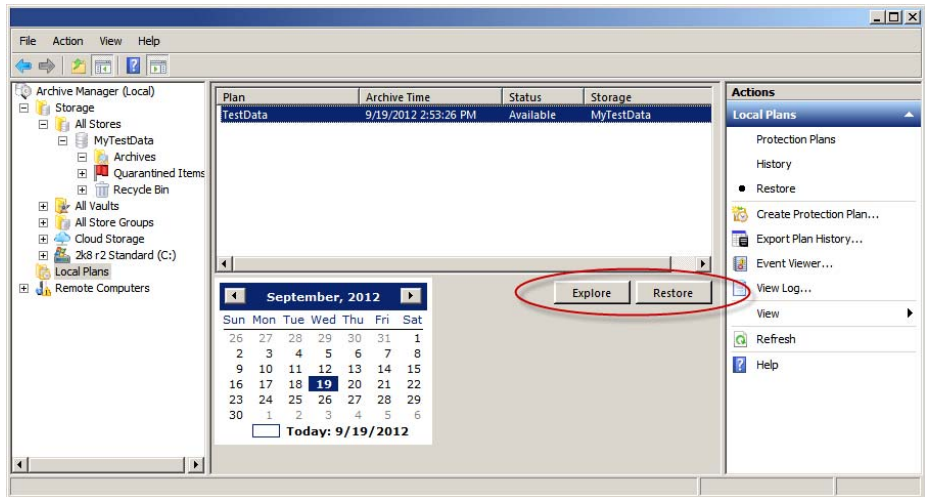 File Action View Help
Archive Manager (Local)
Storage
All Stores
MyTestData
Archives
Quarantined Items
Recycle Bin
All Vaults
All Store Groups
Cloud Storage
2k8 r2 Standard (C:)
Local Plans
Remote Computers
Plan Archive Time Status Storage
TestData 9/19/2012 2:53:26 PM Available MyTestData
September, 2012
Sun Mon Tue Wed Thu Fri Sat
26 27 28 29 30 31 1
2 3 4 5 6 7 8
9 10 11 12 13 14 15
16 17 18 19 20 21 22
23 24 25 26 27 28 29
30 1 2 3 4 5 6
Today: 9/19/2012
Explore Restore
Actions
Local Plans
Protection Plans
History
Restore
Create Protection Plan...
Export Plan History...
Event Viewer...
View Log...
View
Refresh
Help